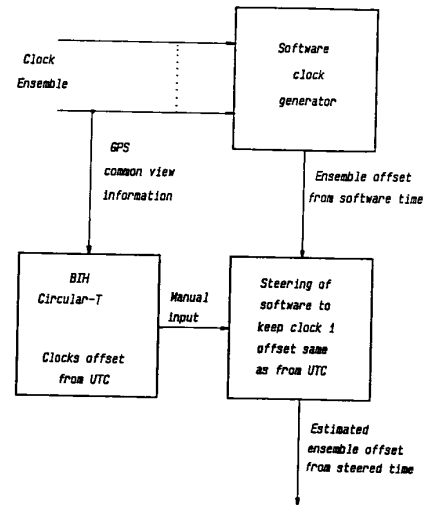 Clock
Ensemble
Software
clock
generator
GPS
common view
information
Ensemble offset
from software time
BIH
Circular-T
Clocks offset
from UTC
Manual
input
Steering of
software to
keep clock i
offset same
as from UTC
Estimated
ensemble offset
from steered time